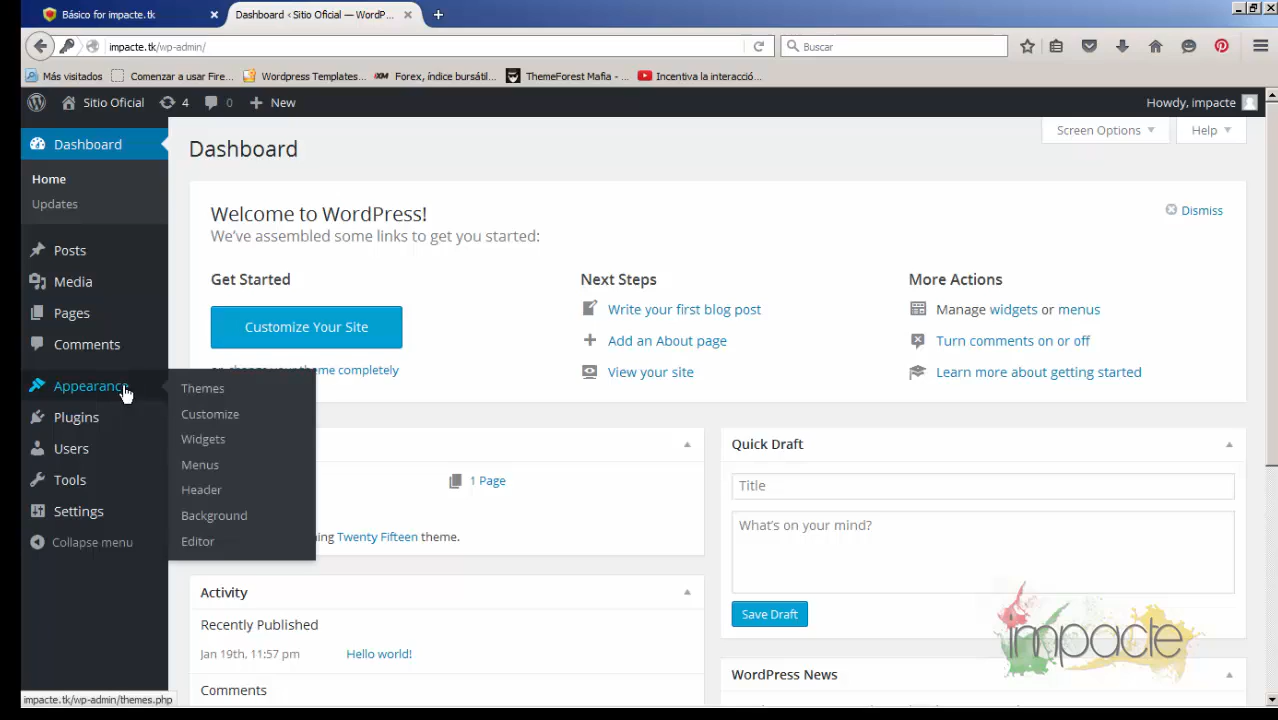 Básico for impacte.tk
Dashboard ‹ Sitio Oficial — WordP...
impacte.tk/wp-admin/
Buscar
Más visitados
Comenzar a usar Fire...
Wordpress Templates...
Forex, índice bursátil...
ThemeForest Mafia - ...
Incentiva la interacció...
Sitio Oficial
4
0
New
Howdy, impacte
Dashboard
Home
Updates
Posts
Media
Pages
Comments
Appearance
Plugins
Users
Tools
Settings
Collapse menu
Themes
Customize
Widgets
Menus
Header
Background
Editor
Screen Options
Help
Dashboard
Welcome to WordPress!
We've assembled some links to get you started:
Dismiss
Get Started
Customize Your Site
or, change your theme completely
Next Steps
Write your first blog post
Add an About page
View your site
More Actions
Manage widgets or menus
Turn comments on or off
Learn more about getting started
1 Page
Twenty Fifteen theme.
Activity
Recently Published
Jan 19th, 11:57 pm Hello world!
Comments
Quick Draft
Title
What's on your mind?
Save Draft
WordPress News
impacte
impacte.tk/wp-admin/themes.php